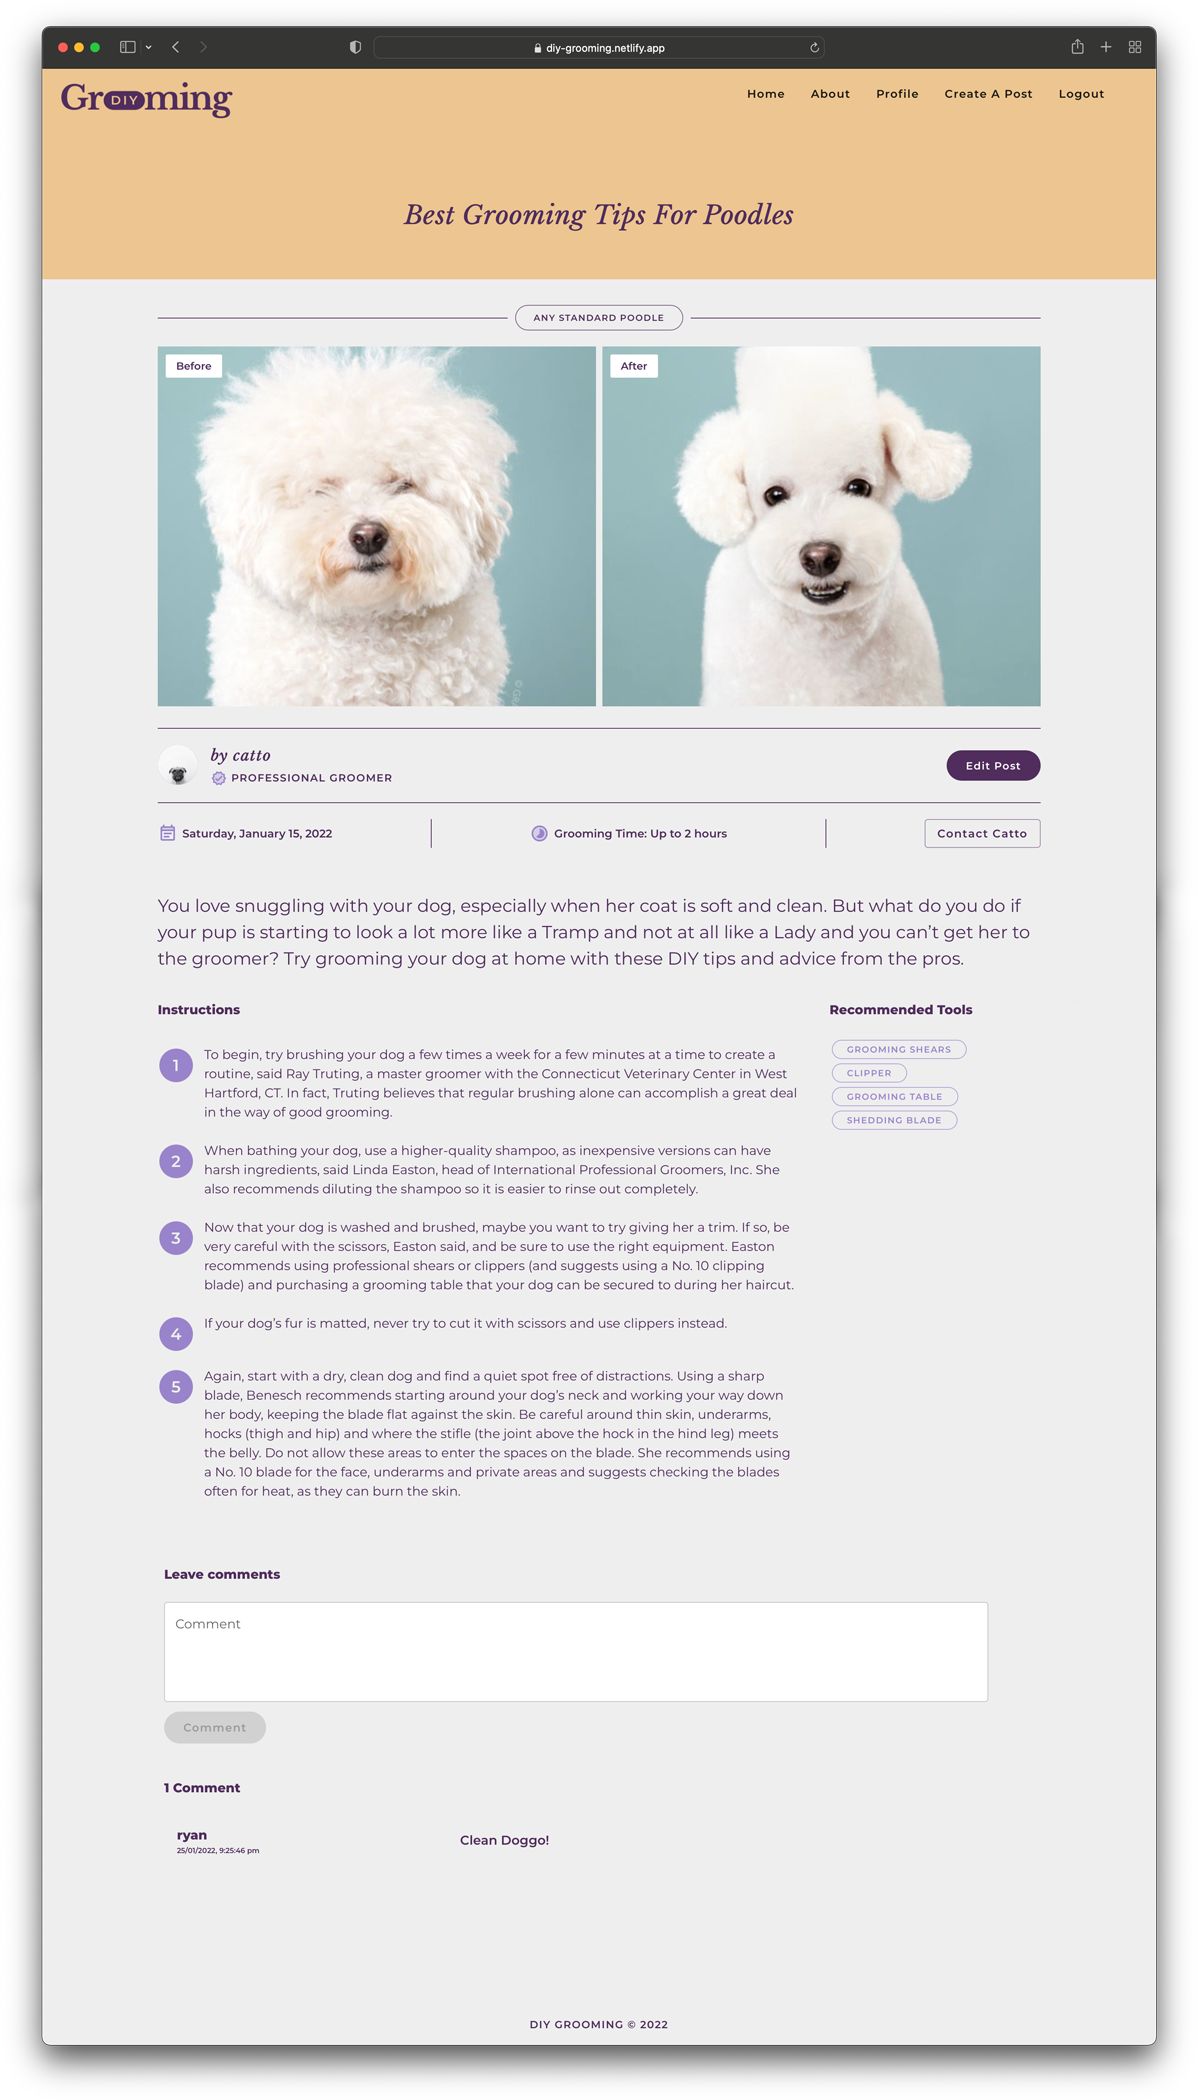 diy-grooming.netlify.app
Grooming
DIY
Home About Profile Create A Post Logout
Best Grooming Tips For Poodles
ANY STANDARD POODLE
Before
After
by catto
PROFESSIONAL GROOMER
Edit Post
Saturday, January 15, 2022
Grooming Time: Up to 2 hours
Contact Catto
You love snuggling with your dog, especially when her coat is soft and clean. But what do you do if
your pup is starting to look a lot more like a Tramp and not at all like a Lady and you can’t get her to
the groomer? Try grooming your dog at home with these DIY tips and advice from the pros.
Instructions
1
To begin, try brushing your dog a few times a week for a few minutes at a time to create a
routine, said Ray Truting, a master groomer with the Connecticut Veterinary Center in West
Hartford, CT. In fact, Truting believes that regular brushing alone can accomplish a great deal
in the way of good grooming.
2
When bathing your dog, use a higher-quality shampoo, as inexpensive versions can have
harsh ingredients, said Linda Easton, head of International Professional Groomers, Inc. She
also recommends diluting the shampoo so it is easier to rinse out completely.
3
Now that your dog is washed and brushed, maybe you want to try giving her a trim. If so, be
very careful with the scissors, Easton said, and be sure to use the right equipment. Easton
recommends using professional shears or clippers (and suggests using a No. 10 clipping
blade) and purchasing a grooming table that your dog can be secured to during her haircut.
4
If your dog’s fur is matted, never try to cut it with scissors and use clippers instead.
5
Again, start with a dry, clean dog and find a quiet spot free of distractions. Using a sharp
blade, Benesch recommends starting around your dog’s neck and working your way down
her body, keeping the blade flat against the skin. Be careful around thin skin, underarms,
hocks (thigh and hip) and where the stifle (the joint above the hock in the hind leg) meets
the belly. Do not allow these areas to enter the spaces on the blade. She recommends using
a No. 10 blade for the face, underarms and private areas and suggests checking the blades
often for heat, as they can burn the skin.
Recommended Tools
GROOMING SHEARS
CLIPPER
GROOMING TABLE
SHEDDING BLADE
Leave comments
Comment
Comment
1 Comment
ryan
25/01/2022, 9:25:46 pm
Clean Doggo!
DIY GROOMING © 2022